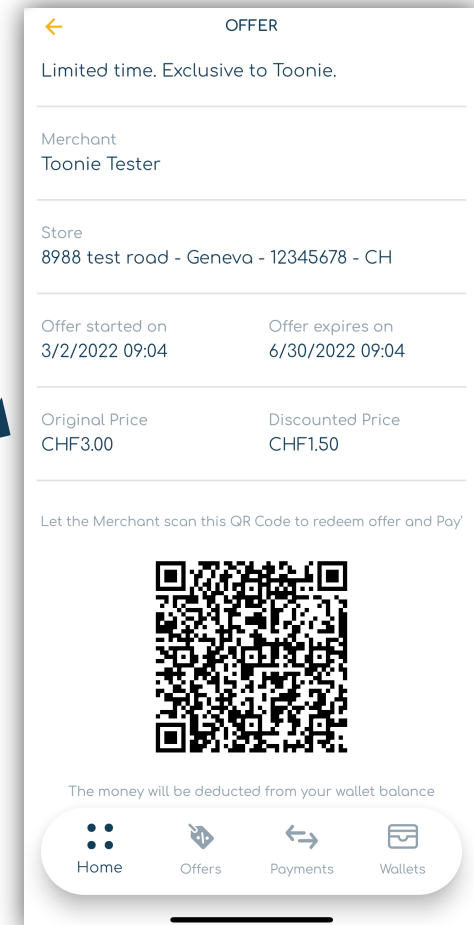 OFFER
Limited time. Exclusive to Toonie.
Merchant
Toonie Tester
Store
8988 test road - Geneva - 12345678 - CH
Offer started on
3/2/2022 09:04
Offer expires on
6/30/2022 09:04
Original Price
CHF3.00
Discounted Price
CHF1.50
Let the Merchant scan this QR Code to redeem offer and Pay'
The money will be deducted from your wallet balance
Home
Offers
Payments
Wallets